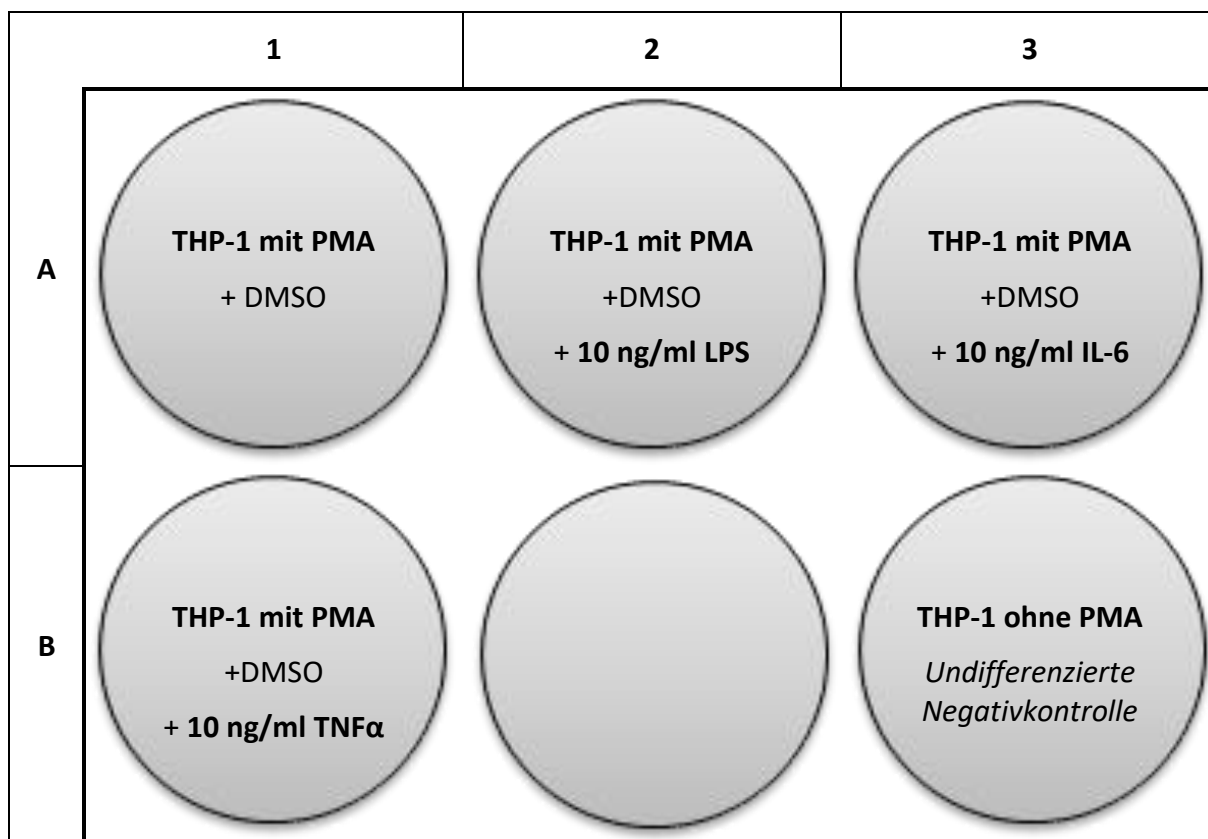 1 2 3
A
THP-1 mit PMA
+ DMSO
THP-1 mit PMA
+DMSO
+ 10 ng/ml LPS
THP-1 mit PMA
+DMSO
+ 10 ng/ml IL-6
B
THP-1 mit PMA
+DMSO
+ 10 ng/ml TNFα
THP-1 ohne PMA
Undifferenzierte
Negativkontrolle